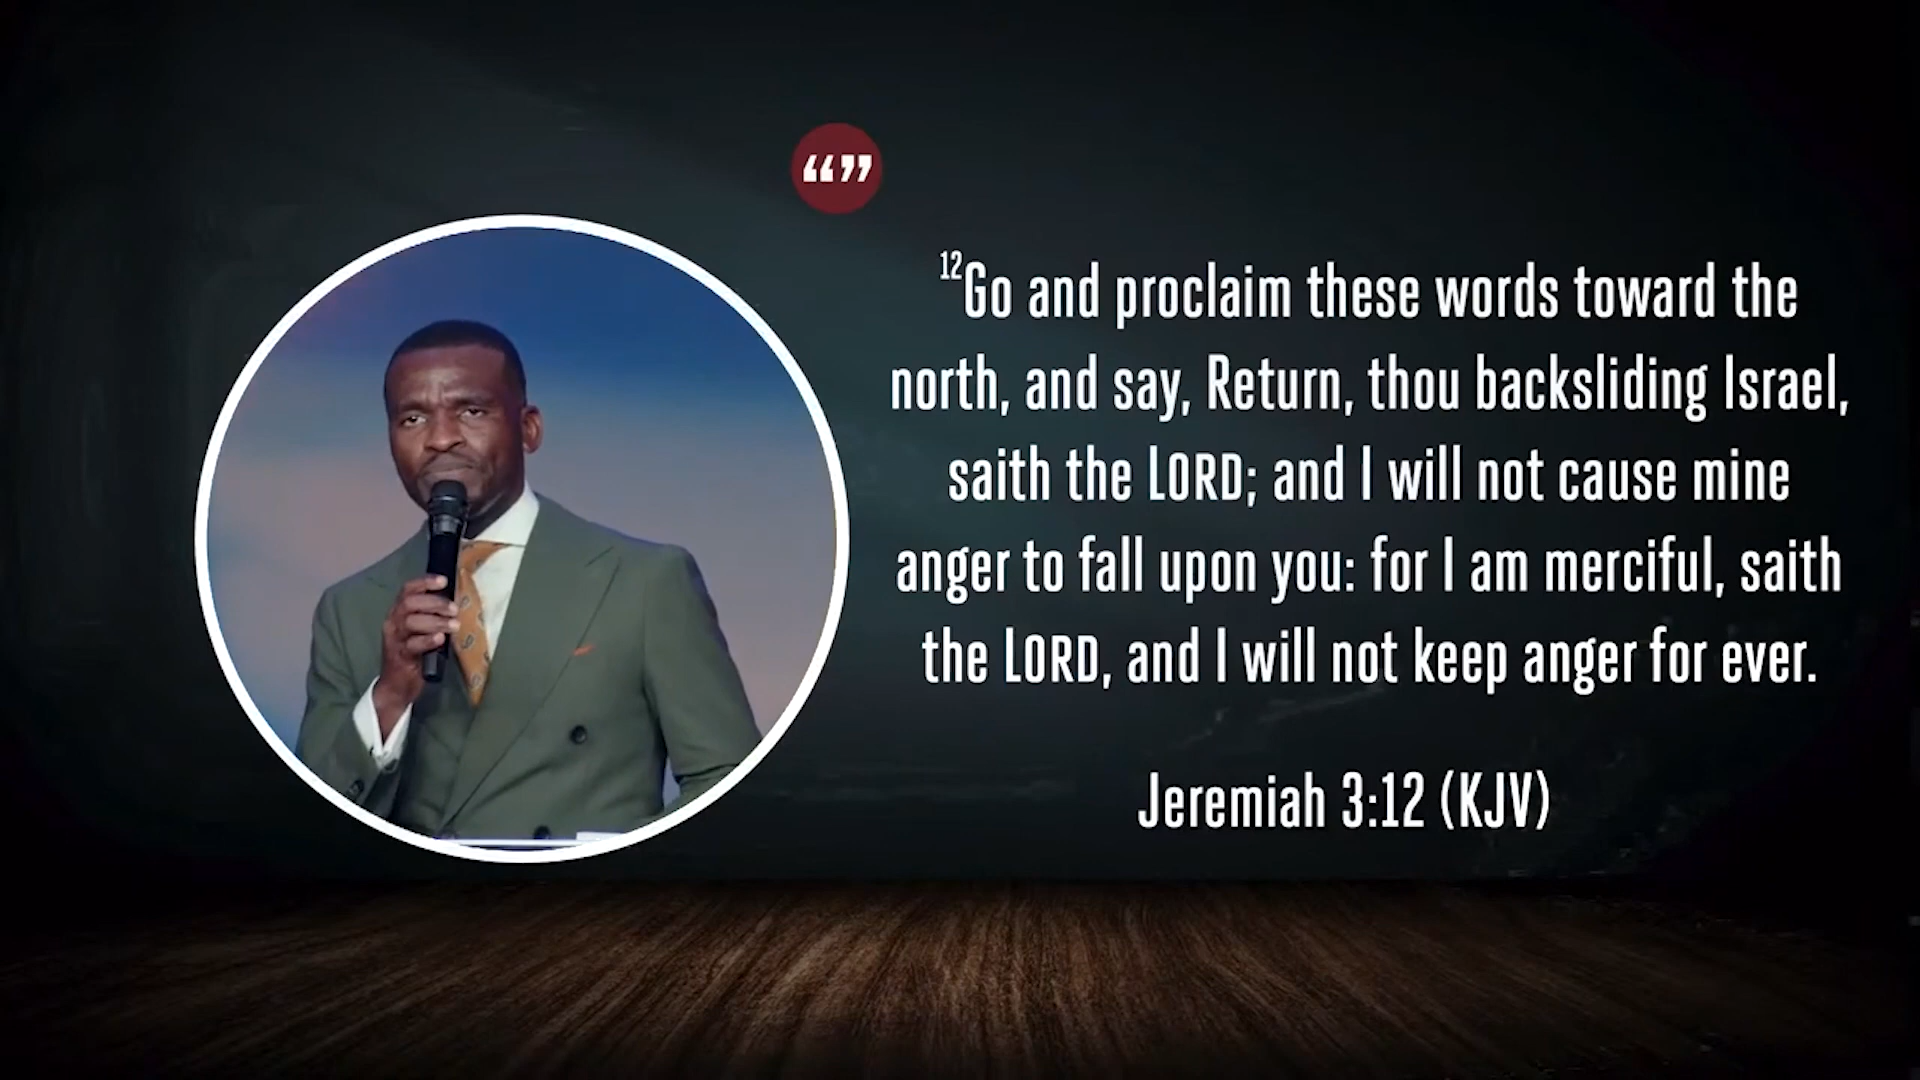 “”
¹²Go and proclaim these words toward the
north, and say, Return, thou backsliding Israel,
saith the LORD; and I will not cause mine
anger to fall upon you: for I am merciful, saith
the LORD, and I will not keep anger for ever.
Jeremiah 3:12 (KJV)